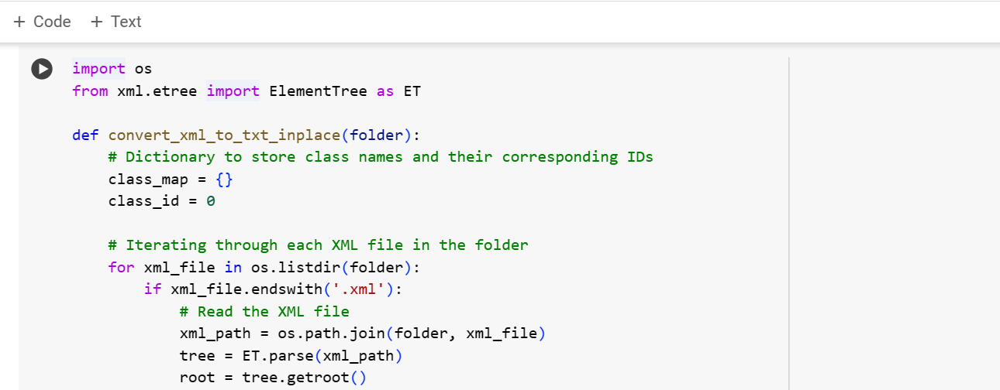 + Code + Text
import os
from xml.etree import ElementTree as ET
def convert_xml_to_txt_inplace(folder):
    # Dictionary to store class names and their corresponding IDs
    class_map = {}
    class_id = 0
    # Iterating through each XML file in the folder
    for xml_file in os.listdir(folder):
        if xml_file.endswith('.xml'):
            # Read the XML file
            xml_path = os.path.join(folder, xml_file)
            tree = ET.parse(xml_path)
            root = tree.getroot()